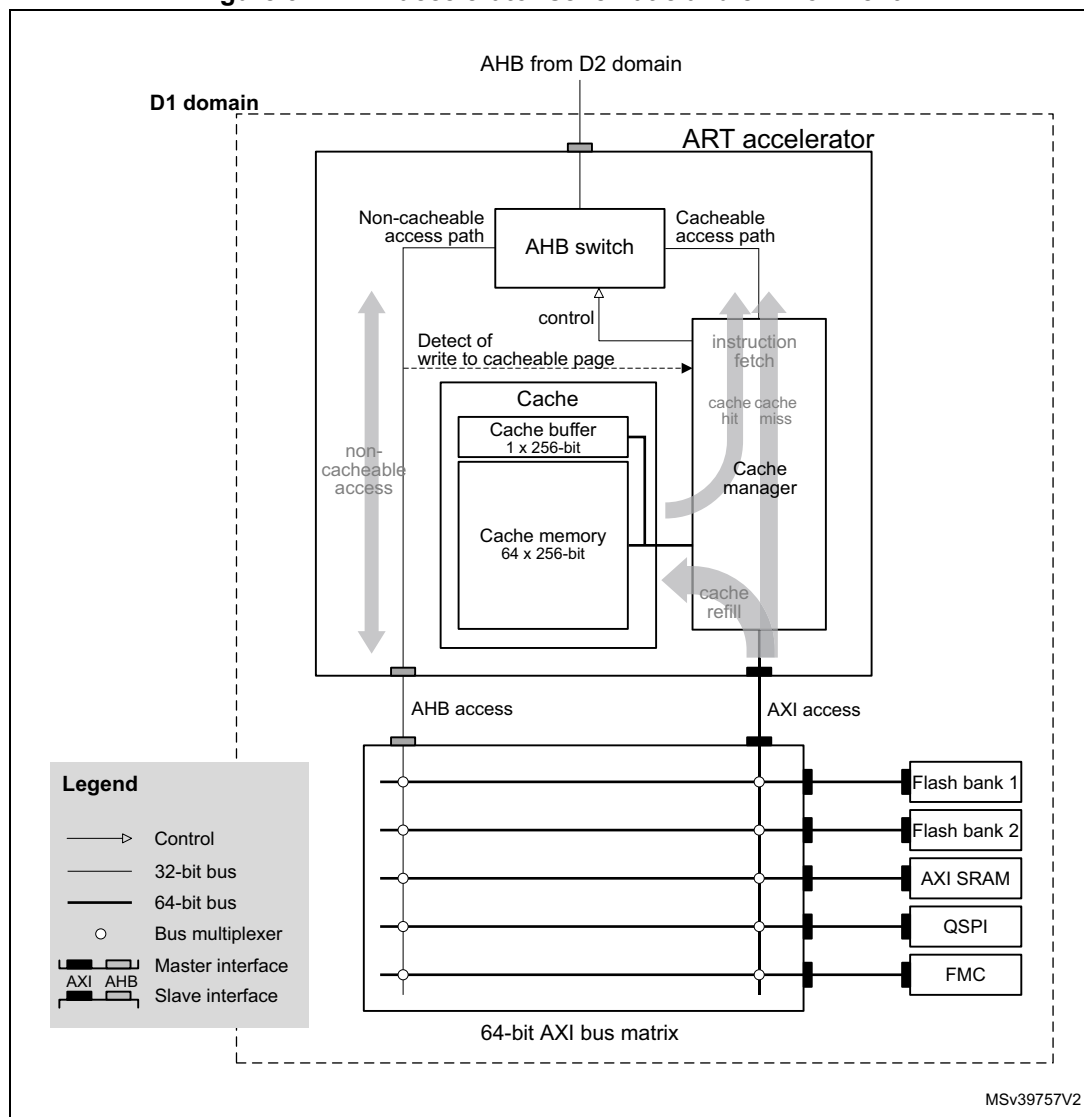 AHB from D2 domain
D1 domain
ART accelerator
Non-cacheable
access path
Cacheable
access path
AHB switch
control
instruction
fetch
Detect of
write to cacheable page
Cache
cache
hit
cache
miss
Cache buffer
1 x 256-bit
non-
cacheable
access
Cache
manager
Cache memory
64 x 256-bit
cache
refill
AHB access
AXI access
Legend
Control
32-bit bus
64-bit bus
Bus multiplexer
Master interface
AXI AHB
Slave interface
Flash bank 1
Flash bank 2
AXI SRAM
QSPI
FMC
64-bit AXI bus matrix
MSv39757V2